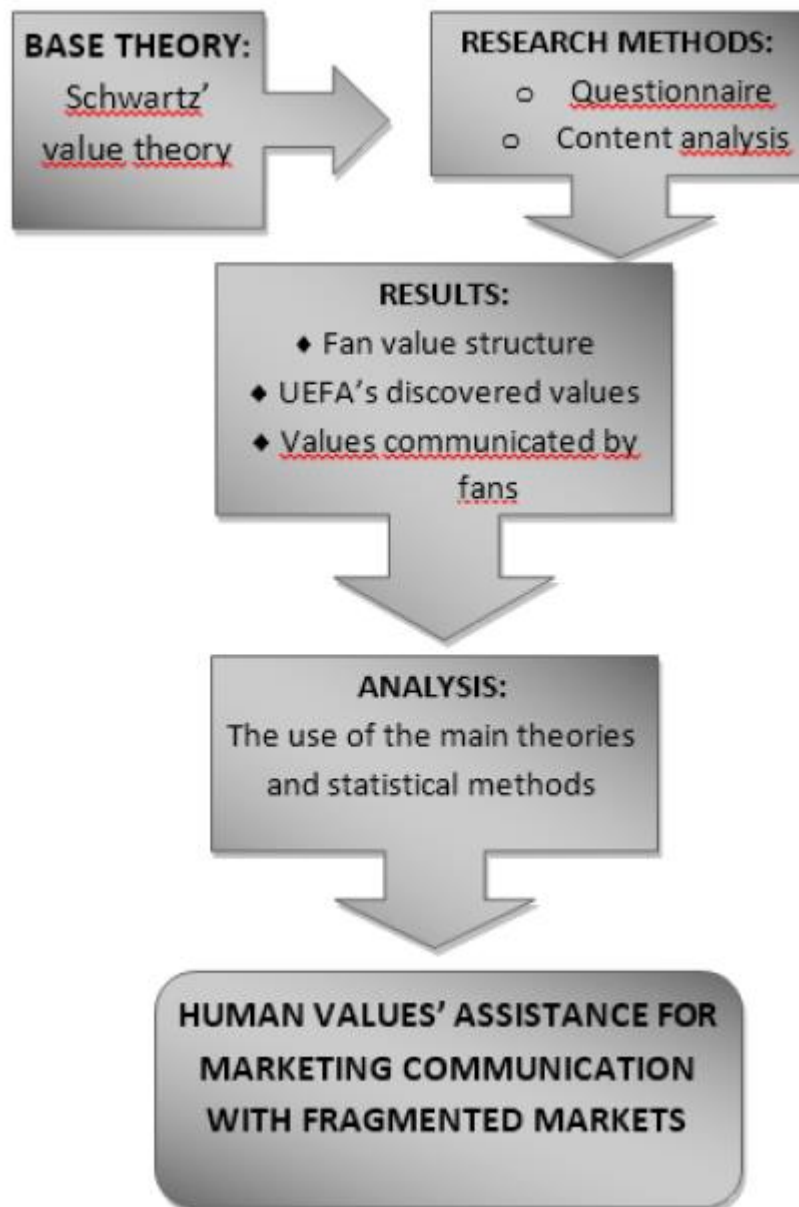 BASE THEORY:
Schwartz'
value theory
RESEARCH METHODS:
o Questionnaire
o Content analysis
RESULTS:
♦ Fan value structure
♦ UEFA's discovered values
♦ Values communicated by
fans
ANALYSIS:
The use of the main theories
and statistical methods
HUMAN VALUES' ASSISTANCE FOR
MARKETING COMMUNICATION
WITH FRAGMENTED MARKETS